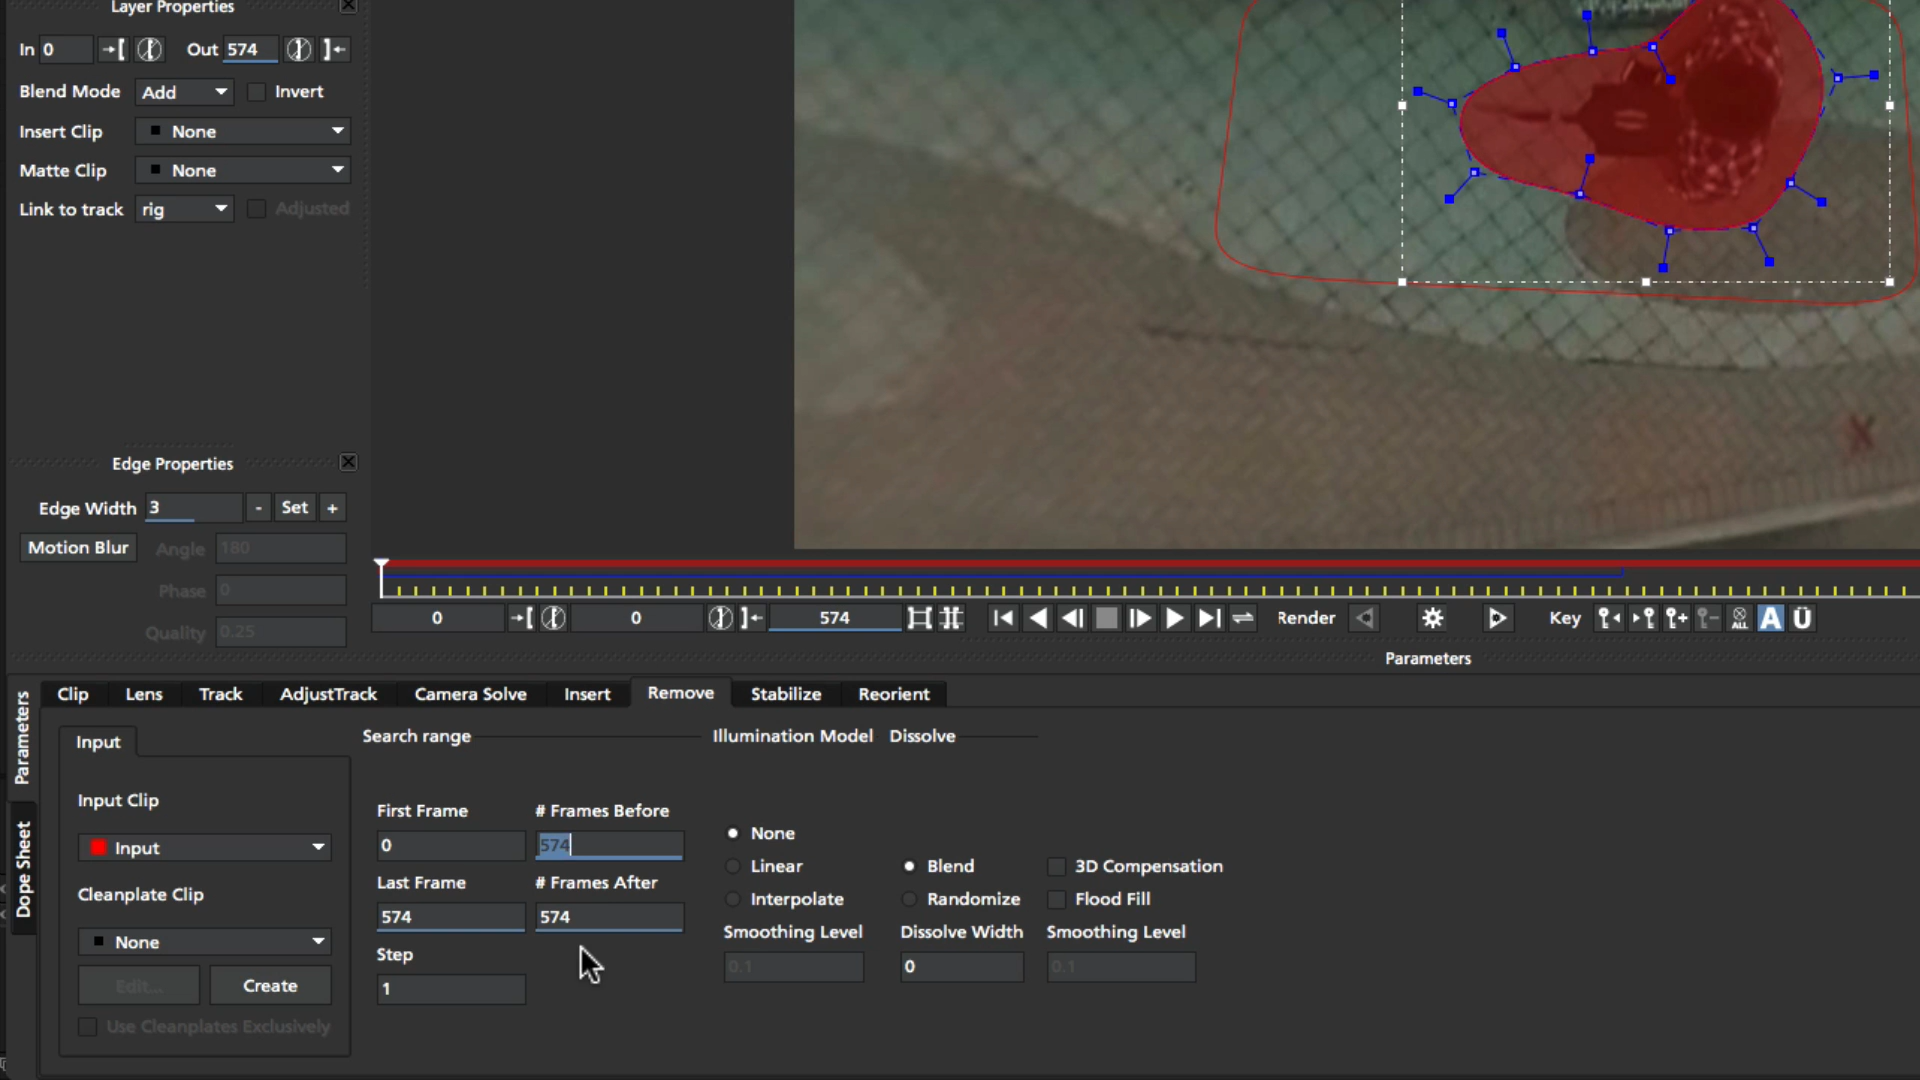 Layer Properties
In 0 Out 574
Blend Mode Add Invert
Insert Clip None
Matte Clip None
Link to track rig Adjusted
Edge Properties
Edge Width 3 - Set +
Motion Blur Angle 180
Phase 0
Quality 0.25
0 0 574 Render Key ALL A Ü
Parameters
Parameters
Dope Sheet
Clip Lens Track AdjustTrack Camera Solve Insert Remove Stabilize Reorient
Input
Input Clip
Input
Cleanplate Clip
None
Edit... Create
Use Cleanplates Exclusively
Search range
First Frame # Frames Before
0 574
Last Frame # Frames After
574 574
Step
1
Illumination Model
None
Linear
Interpolate
Smoothing Level
0.1
Dissolve
Blend
Randomize
Dissolve Width
0
3D Compensation
Flood Fill
Smoothing Level
0.1